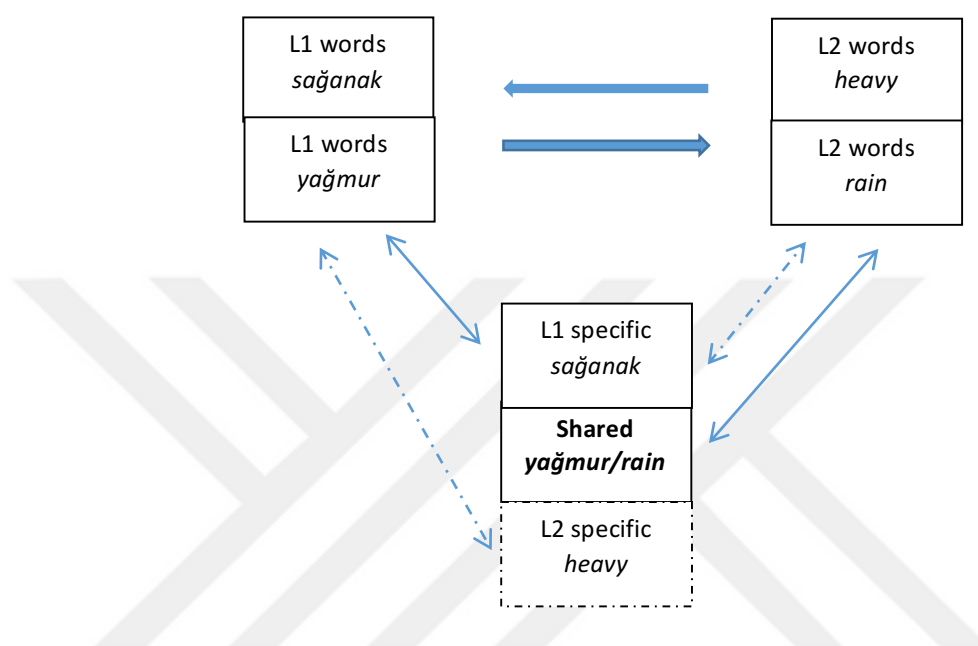 L1 words
sağanak
L1 words
yağmur
L2 words
heavy
L2 words
rain
L1 specific
sağanak
Shared
yağmur/rain
L2 specific
heavy